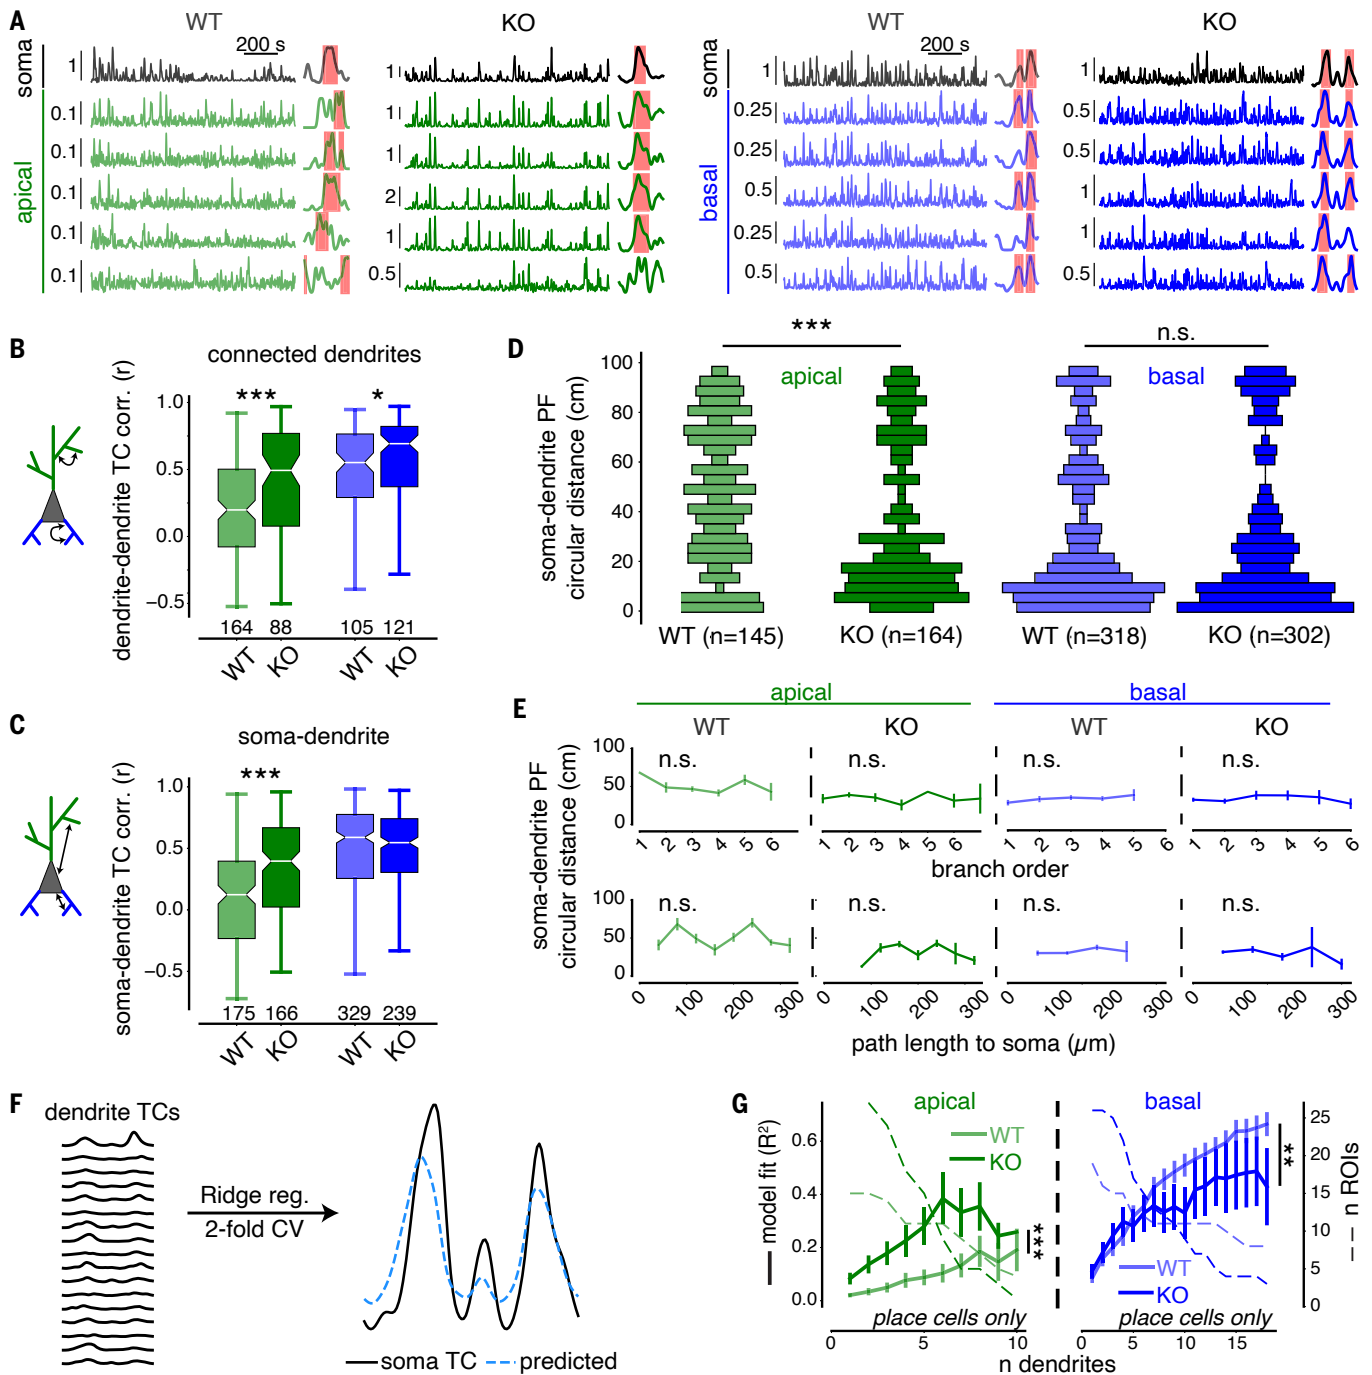 A
WT
KO
WT
KO
200 s
200 s
soma
apical
soma
basal
1
0.1
0.1
0.1
0.1
0.1
1
1
1
2
1
0.5
1
0.25
0.25
0.5
0.25
0.5
1
0.5
0.5
1
1
0.5
B
connected dendrites
dendrite-dendrite TC corr. (r)
1.0
0.5
0.0
−0.5
***
*
164
88
105
121
WT
KO
WT
KO
C
soma-dendrite
soma-dendrite TC corr. (r)
1.0
0.5
0.0
−0.5
***
175
166
329
239
WT
KO
WT
KO
D
soma-dendrite PF
circular distance (cm)
100
80
60
40
20
0
***
n.s.
apical
basal
WT (n=145)
KO (n=164)
WT (n=318)
KO (n=302)
E
apical
basal
WT
KO
WT
KO
soma-dendrite PF
circular distance (cm)
100
50
0
n.s.
n.s.
n.s.
n.s.
1 2 3 4 5 6
1 2 3 4 5 6
1 2 3 4 5 6
1 2 3 4 5 6
branch order
100
50
0
n.s.
n.s.
n.s.
n.s.
0 100 200 300
0 100 200 300
0 100 200 300
0 100 200 300
path length to soma (µm)
F
dendrite TCs
Ridge reg.
2-fold CV
soma TC
predicted
G
apical
basal
model fit (R²)
0.6
0.4
0.2
0.0
WT
KO
***
place cells only
0 5 10
WT
KO
**
place cells only
0 5 10 15
n dendrites
25
20
15
10
5
0
n ROIs